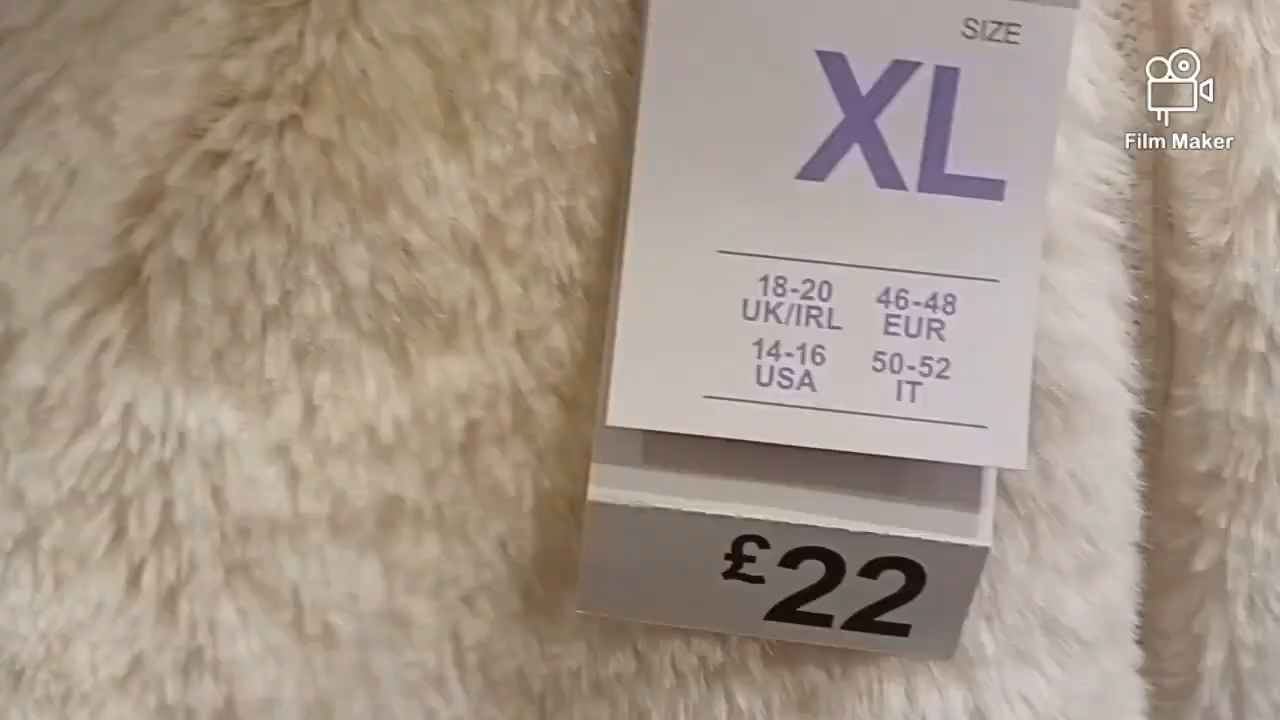 SIZE
XL
18-20 46-48
UK/IRL EUR
14-16 50-52
USA IT
£22
Film Maker